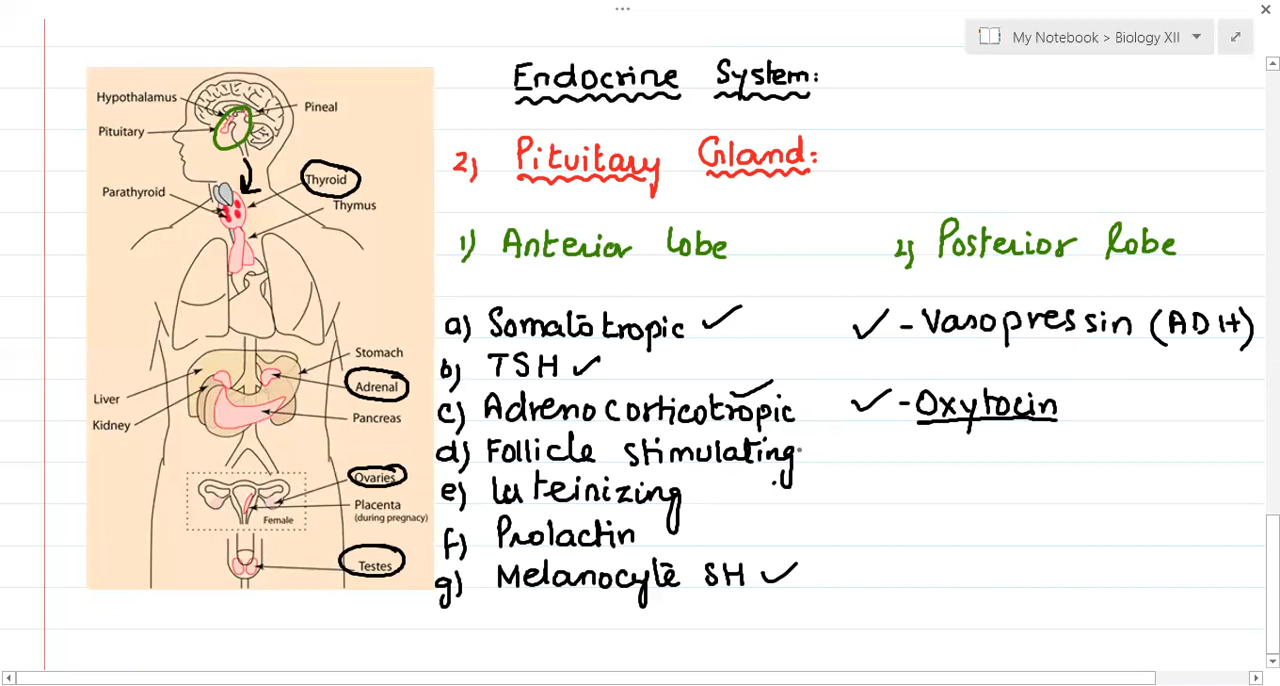 My Notebook > Biology XII
Endocrine System:
2) Pituitary Gland:
1) Anterior lobe
2) Posterior lobe
a) Somatotropic ✓
b) TSH ✓
c) Adrenocorticotropic ✓
d) Follicle stimulating
e) Luteinizing
f) Prolactin
g) Melanocyte SH ✓
✓ - Vasopressin (ADH)
✓ - Oxytocin
Hypothalamus
Pineal
Pituitary
Thyroid
Parathyroid
Thymus
Stomach
Adrenal
Liver
Pancreas
Kidney
Ovaries
Placenta
(during pregnancy)
Female
Testes